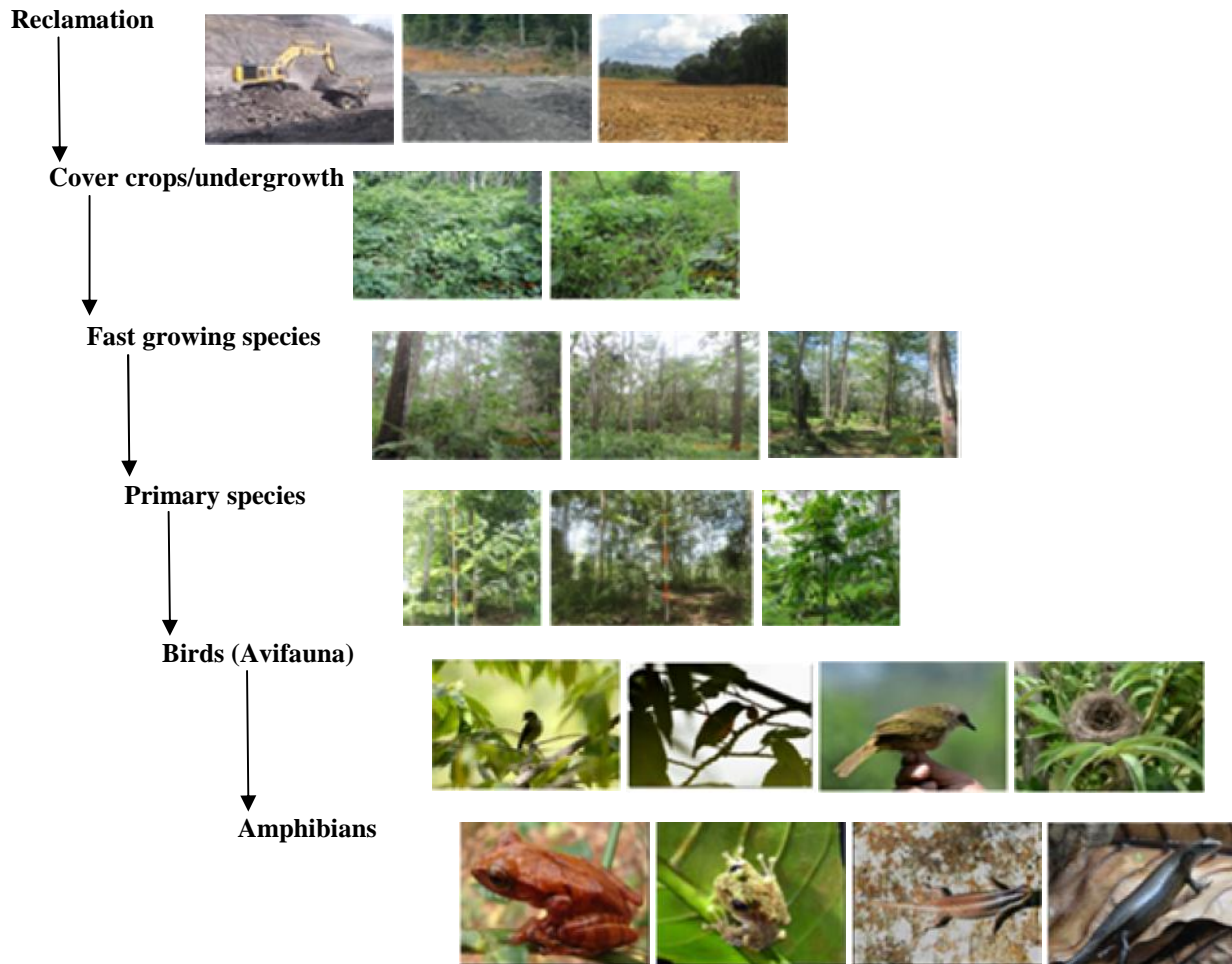 Reclamation
Cover crops/undergrowth
Fast growing species
Primary species
Birds (Avifauna)
Amphibians